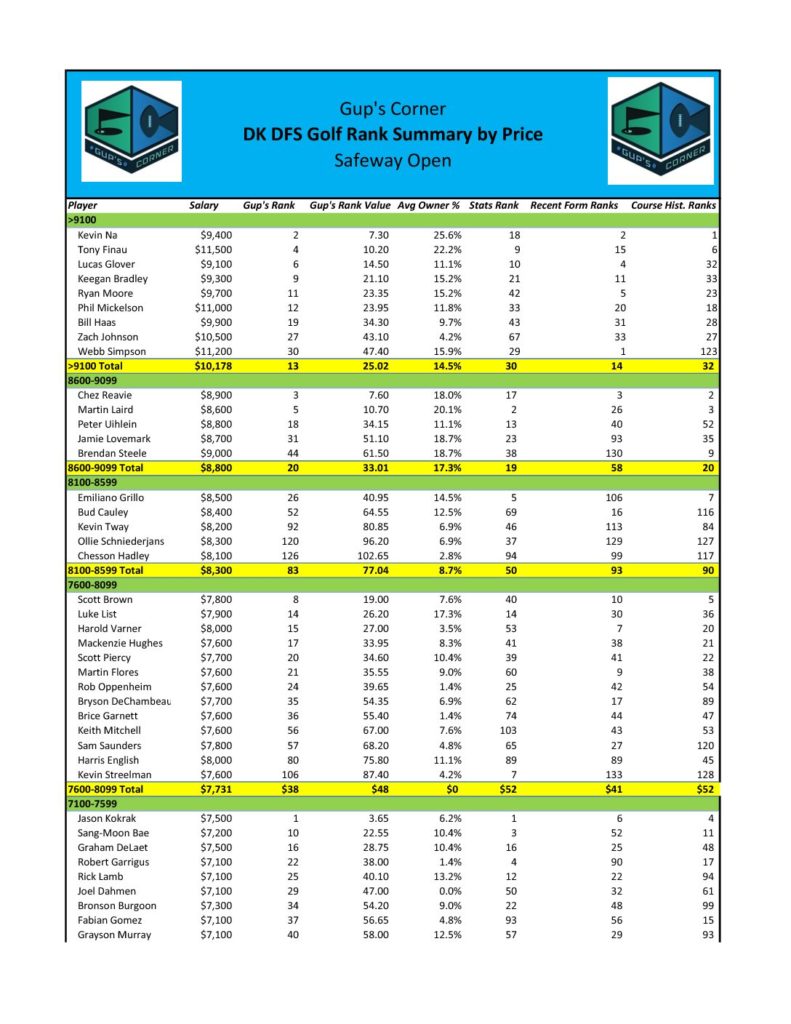 #GUP'S CORNER
Gup's Corner
DK DFS Golf Rank Summary by Price
Safeway Open
#GUP'S CORNER
Player Salary Gup's Rank Gup's Rank Value Avg Owner % Stats Rank Recent Form Ranks Course Hist. Ranks
>9100
Kevin Na $9,400 2 7.30 25.6% 18 2 1
Tony Finau $11,500 4 10.20 22.2% 9 15 6
Lucas Glover $9,100 6 14.50 11.1% 10 4 32
Keegan Bradley $9,300 9 21.10 15.2% 21 11 33
Ryan Moore $9,700 11 23.35 15.2% 42 5 23
Phil Mickelson $11,000 12 23.95 11.8% 33 20 18
Bill Haas $9,900 19 34.30 9.7% 43 31 28
Zach Johnson $10,500 27 43.10 4.2% 67 33 27
Webb Simpson $11,200 30 47.40 15.9% 29 1 123
>9100 Total $10,178 13 25.02 14.5% 30 14 32
8600-9099
Chez Reavie $8,900 3 7.60 18.0% 17 3 2
Martin Laird $8,600 5 10.70 20.1% 2 26 3
Peter Uihlein $8,800 18 34.15 11.1% 13 40 52
Jamie Lovemark $8,700 31 51.10 18.7% 23 93 35
Brendan Steele $9,000 44 61.50 18.7% 38 130 9
8600-9099 Total $8,800 20 33.01 17.3% 19 58 20
8100-8599
Emiliano Grillo $8,500 26 40.95 14.5% 5 106 7
Bud Cauley $8,400 52 64.55 12.5% 69 16 116
Kevin Tway $8,200 92 80.85 6.9% 46 113 84
Ollie Schniederjans $8,300 120 96.20 6.9% 37 129 127
Chesson Hadley $8,100 126 102.65 2.8% 94 99 117
8100-8599 Total $8,300 83 77.04 8.7% 50 93 90
7600-8099
Scott Brown $7,800 8 19.00 7.6% 40 10 5
Luke List $7,900 14 26.20 17.3% 14 30 36
Harold Varner $8,000 15 27.00 3.5% 53 7 20
Mackenzie Hughes $7,600 17 33.95 8.3% 41 38 21
Scott Piercy $7,700 20 34.60 10.4% 39 41 22
Martin Flores $7,600 21 35.55 9.0% 60 9 38
Rob Oppenheim $7,600 24 39.65 1.4% 25 42 54
Bryson DeChambeau $7,700 35 54.35 6.9% 62 17 89
Brice Garnett $7,600 36 55.40 1.4% 74 44 47
Keith Mitchell $7,600 56 67.00 7.6% 103 43 53
Sam Saunders $7,800 57 68.20 4.8% 65 27 120
Harris English $8,000 80 75.80 11.1% 89 89 45
Kevin Streelman $7,600 106 87.40 4.2% 7 133 128
7600-8099 Total $7,731 $38 $48 $0 $52 $41 $52
7100-7599
Jason Kokrak $7,500 1 3.65 6.2% 1 6 4
Sang-Moon Bae $7,200 10 22.55 10.4% 3 52 11
Graham DeLaet $7,500 16 28.75 10.4% 16 25 48
Robert Garrigus $7,100 22 38.00 1.4% 4 90 17
Rick Lamb $7,100 25 40.10 13.2% 12 22 94
Joel Dahmen $7,100 29 47.00 0.0% 50 32 61
Bronson Burgoon $7,300 34 54.20 9.0% 22 48 99
Fabian Gomez $7,100 37 56.65 4.8% 93 56 15
Grayson Murray $7,100 40 58.00 12.5% 57 29 93